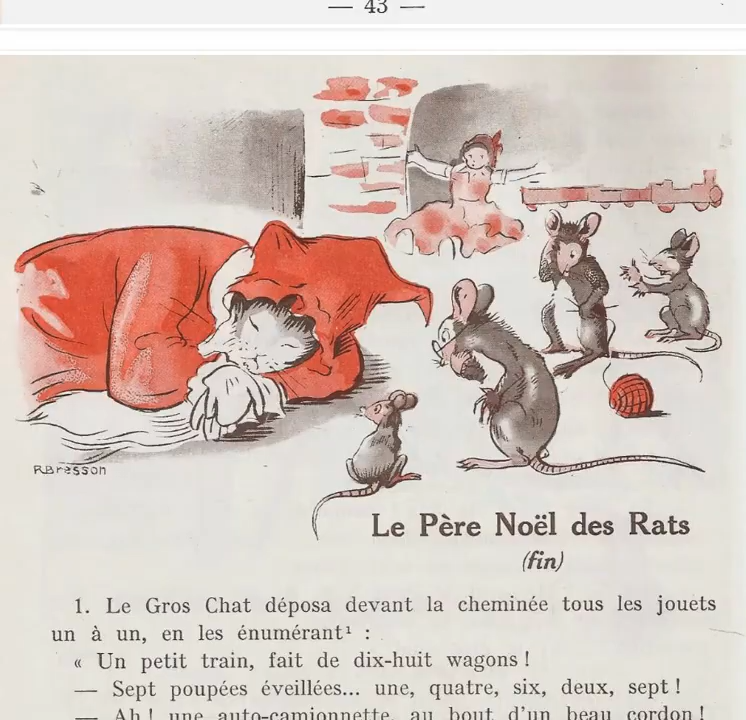 — 43 —
RBresson
Le Père Noël des Rats
(fin)
1. Le Gros Chat déposa devant la cheminée tous les jouets
un à un, en les énumérant¹ :
« Un petit train, fait de dix-huit wagons !
— Sept poupées éveillées... une, quatre, six, deux, sept !
— Ah ! une auto-camionnette, au bout d'un beau cordon !